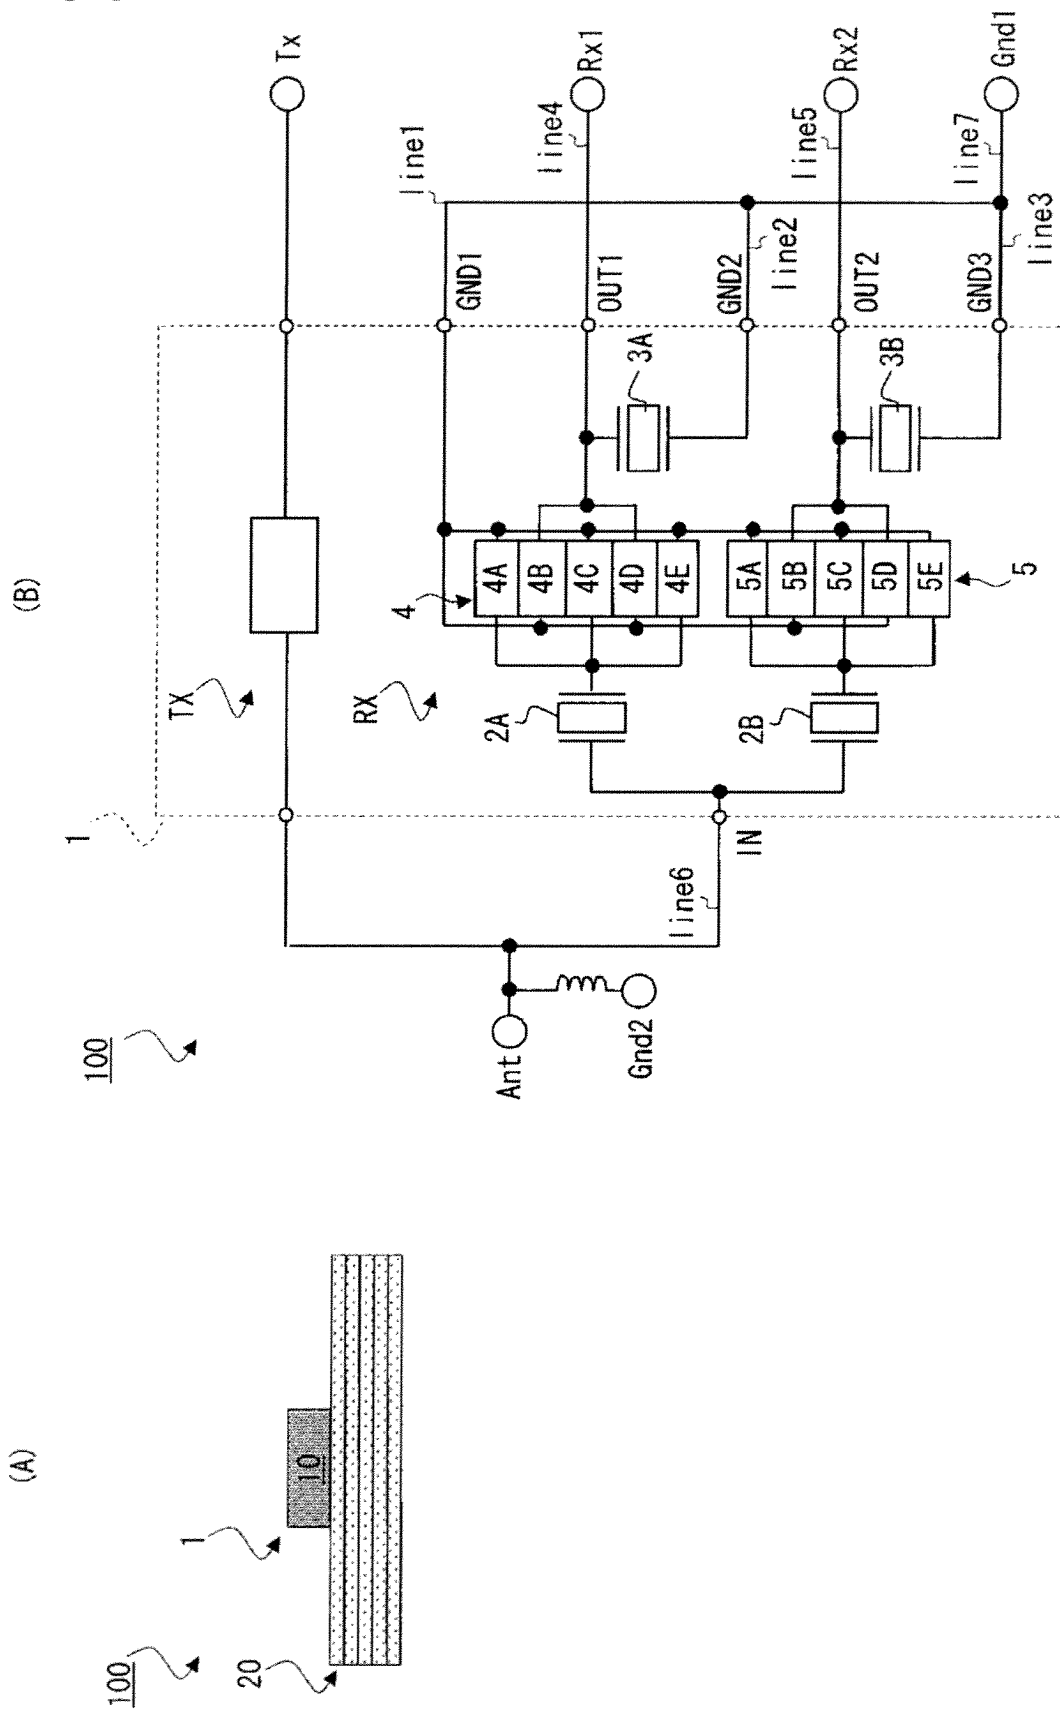 (A)
100
1
10
20
(B)
100
1
TX
Tx
RX
line1
GND1
line4
Rx1
OUT1
3A
GND2
line2
4
4A
4B
4C
4D
4E
2A
line5
Rx2
OUT2
3B
GND3
line3
line7
Gnd1
5A
5B
5C
5D
5E
5
2B
IN
line6
Ant
Gnd2